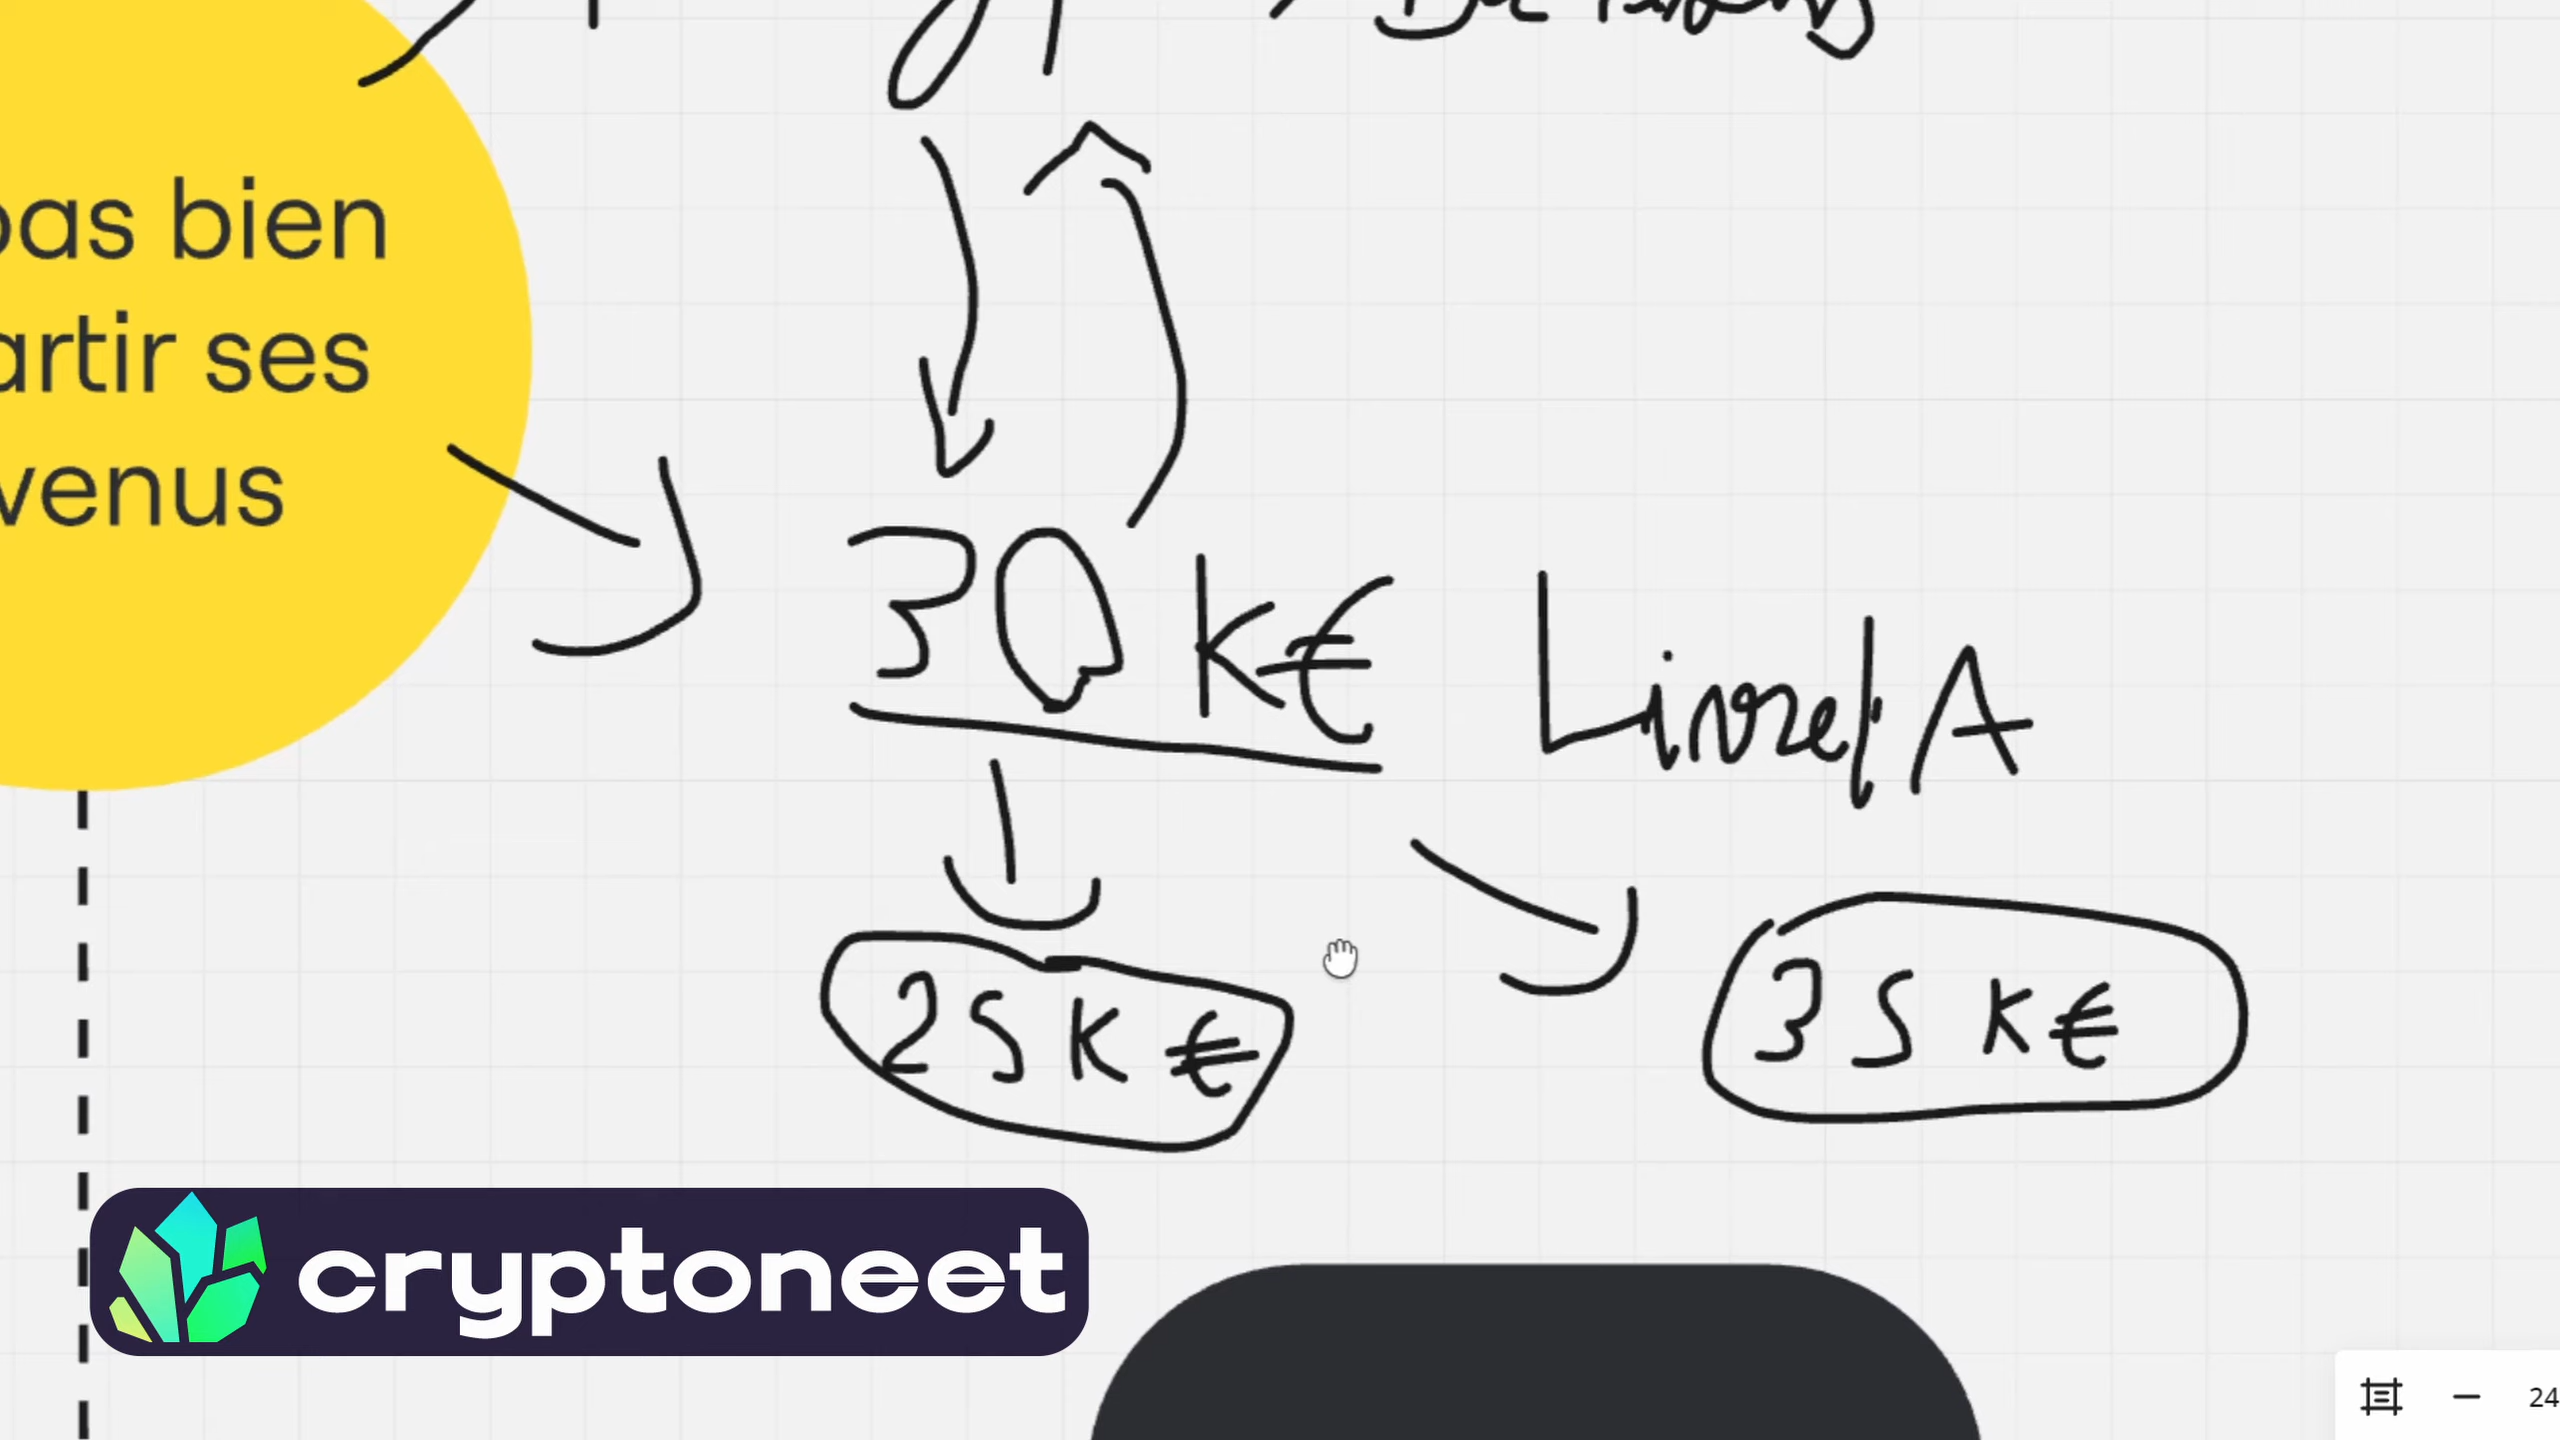 pas bien
artir ses
venus
30 K€ Livret A
25 K€
35 K€
cryptoneet
24